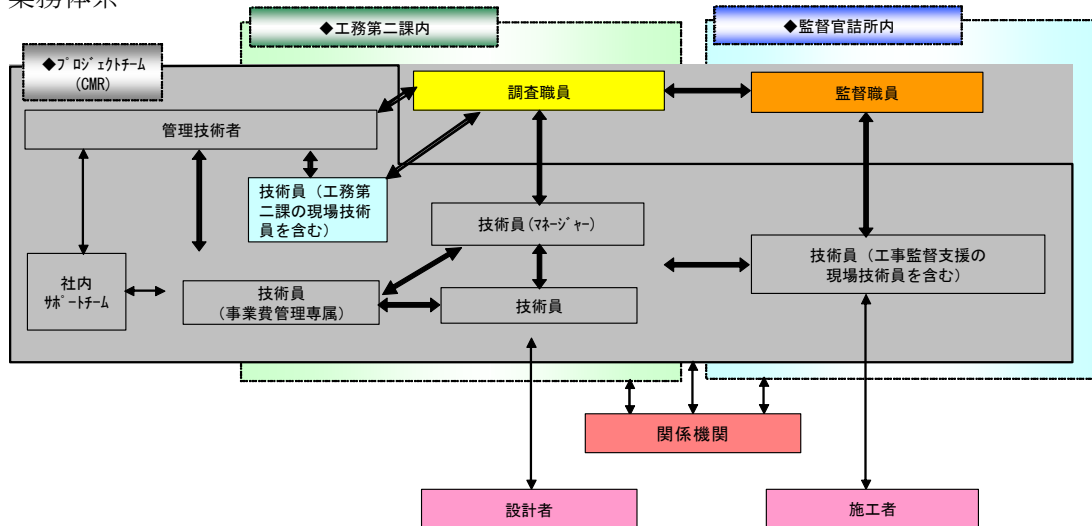 業務体系
◆工務第二課内
◆監督官詰所内
◆ﾌﾟﾛｼﾞｪｸﾄﾁｰﾑ
(CMR)
調査職員
監督職員
管理技術者
技術員（工務第
二課の現場技術
員を含む）
技術員(ﾏﾈｰｼﾞｬｰ)
技術員（工事監督支援の
現場技術員を含む）
社内
ｻﾎﾟｰﾄﾁｰﾑ
技術員
（事業費管理専属）
技術員
関係機関
設計者
施工者